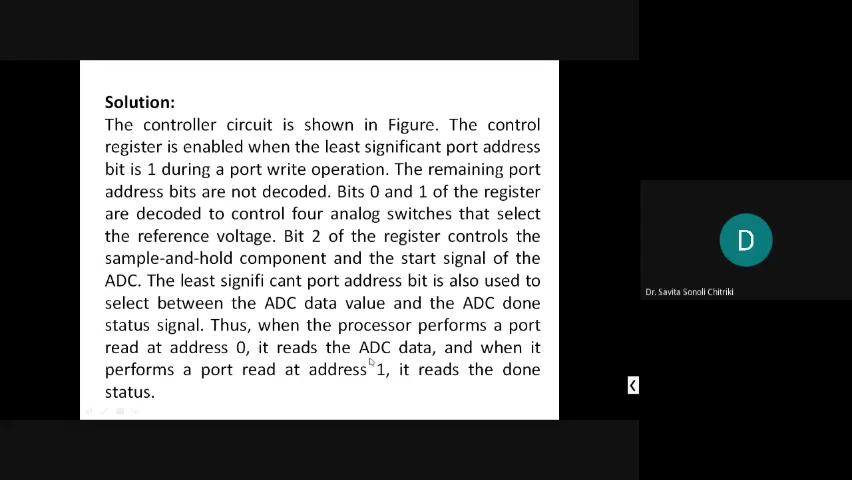 Solution:
The controller circuit is shown in Figure. The control
register is enabled when the least significant port address
bit is 1 during a port write operation. The remaining port
address bits are not decoded. Bits 0 and 1 of the register
are decoded to control four analog switches that select
the reference voltage. Bit 2 of the register controls the
sample-and-hold component and the start signal of the
ADC. The least signifi cant port address bit is also used to
select between the ADC data value and the ADC done
status signal. Thus, when the processor performs a port
read at address 0, it reads the ADC data, and when it
performs a port read at address 1, it reads the done
status.
D
Dr. Savita Sonoli Chitriki